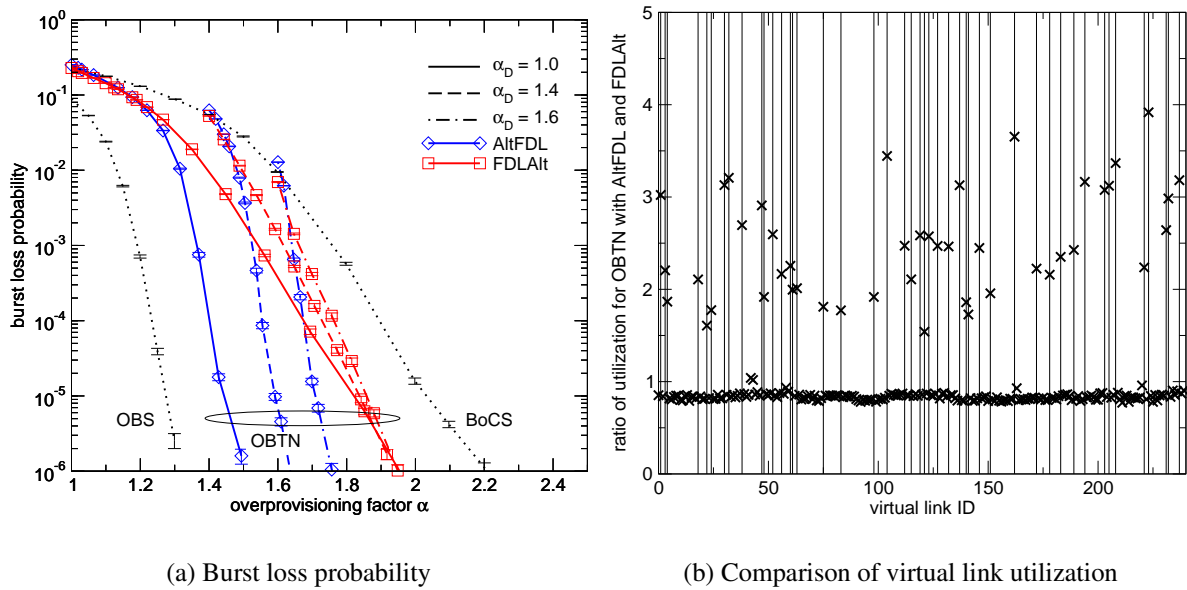 10^0
10^-1
10^-2
10^-3
10^-4
10^-5
10^-6
burst loss probability
1 1.2 1.4 1.6 1.8 2 2.2 2.4
overprovisioning factor α
α_D = 1.0
α_D = 1.4
α_D = 1.6
AltFDL
FDLAlt
OBS
OBTN
BoCS
(a) Burst loss probability
ratio of utilization for OBTN with AltFDL and FDLAlt
5
4
3
2
1
0
0 50 100 150 200
virtual link ID
(b) Comparison of virtual link utilization